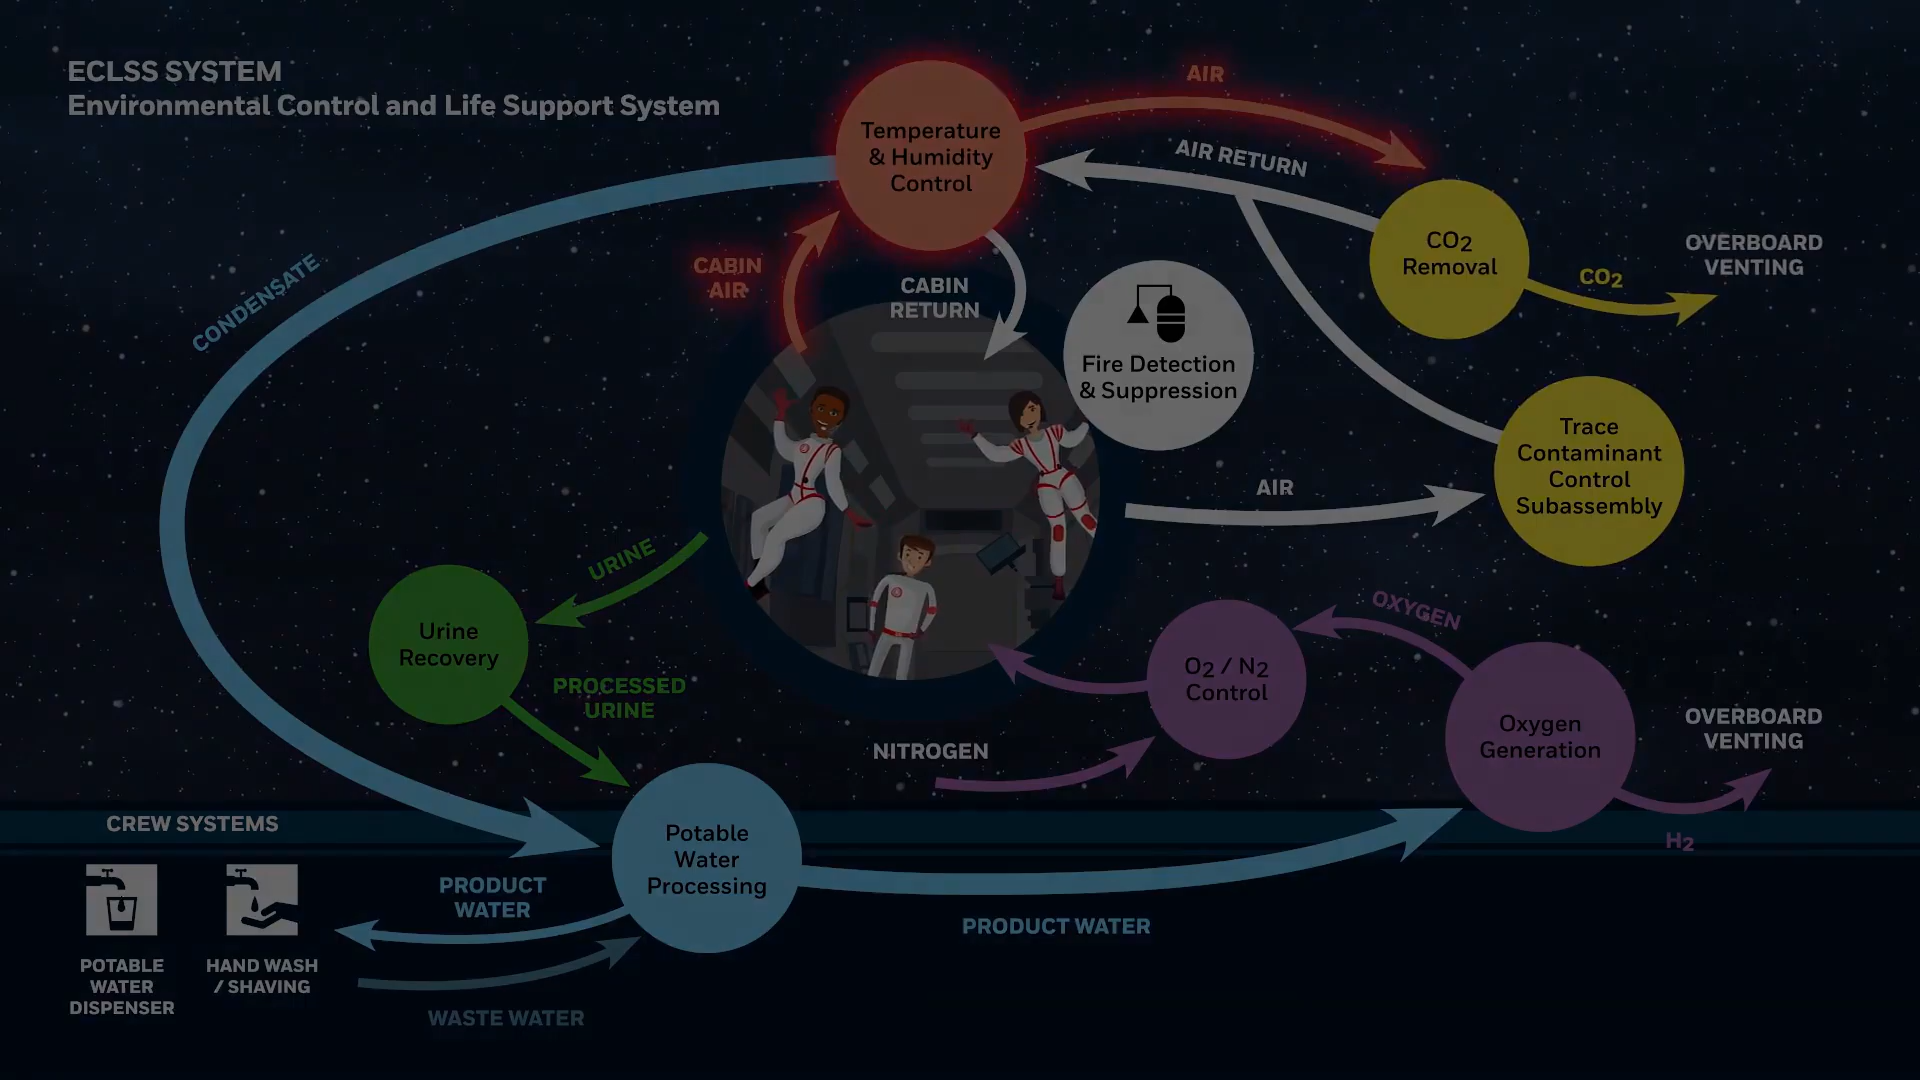 ECLSS SYSTEM
Environmental Control and Life Support System
AIR
Temperature
& Humidity
Control
AIR RETURN
CO2
Removal
OVERBOARD
VENTING
CO2
CONDENSATE
CABIN
AIR
CABIN
RETURN
Fire Detection
& Suppression
Trace
Contaminant
Control
Subassembly
AIR
URINE
Urine
Recovery
PROCESSED
URINE
OXYGEN
O2 / N2
Control
Oxygen
Generation
OVERBOARD
VENTING
NITROGEN
H2
CREW SYSTEMS
Potable
Water
Processing
PRODUCT
WATER
PRODUCT WATER
POTABLE
WATER
DISPENSER
HAND WASH
/ SHAVING
WASTE WATER